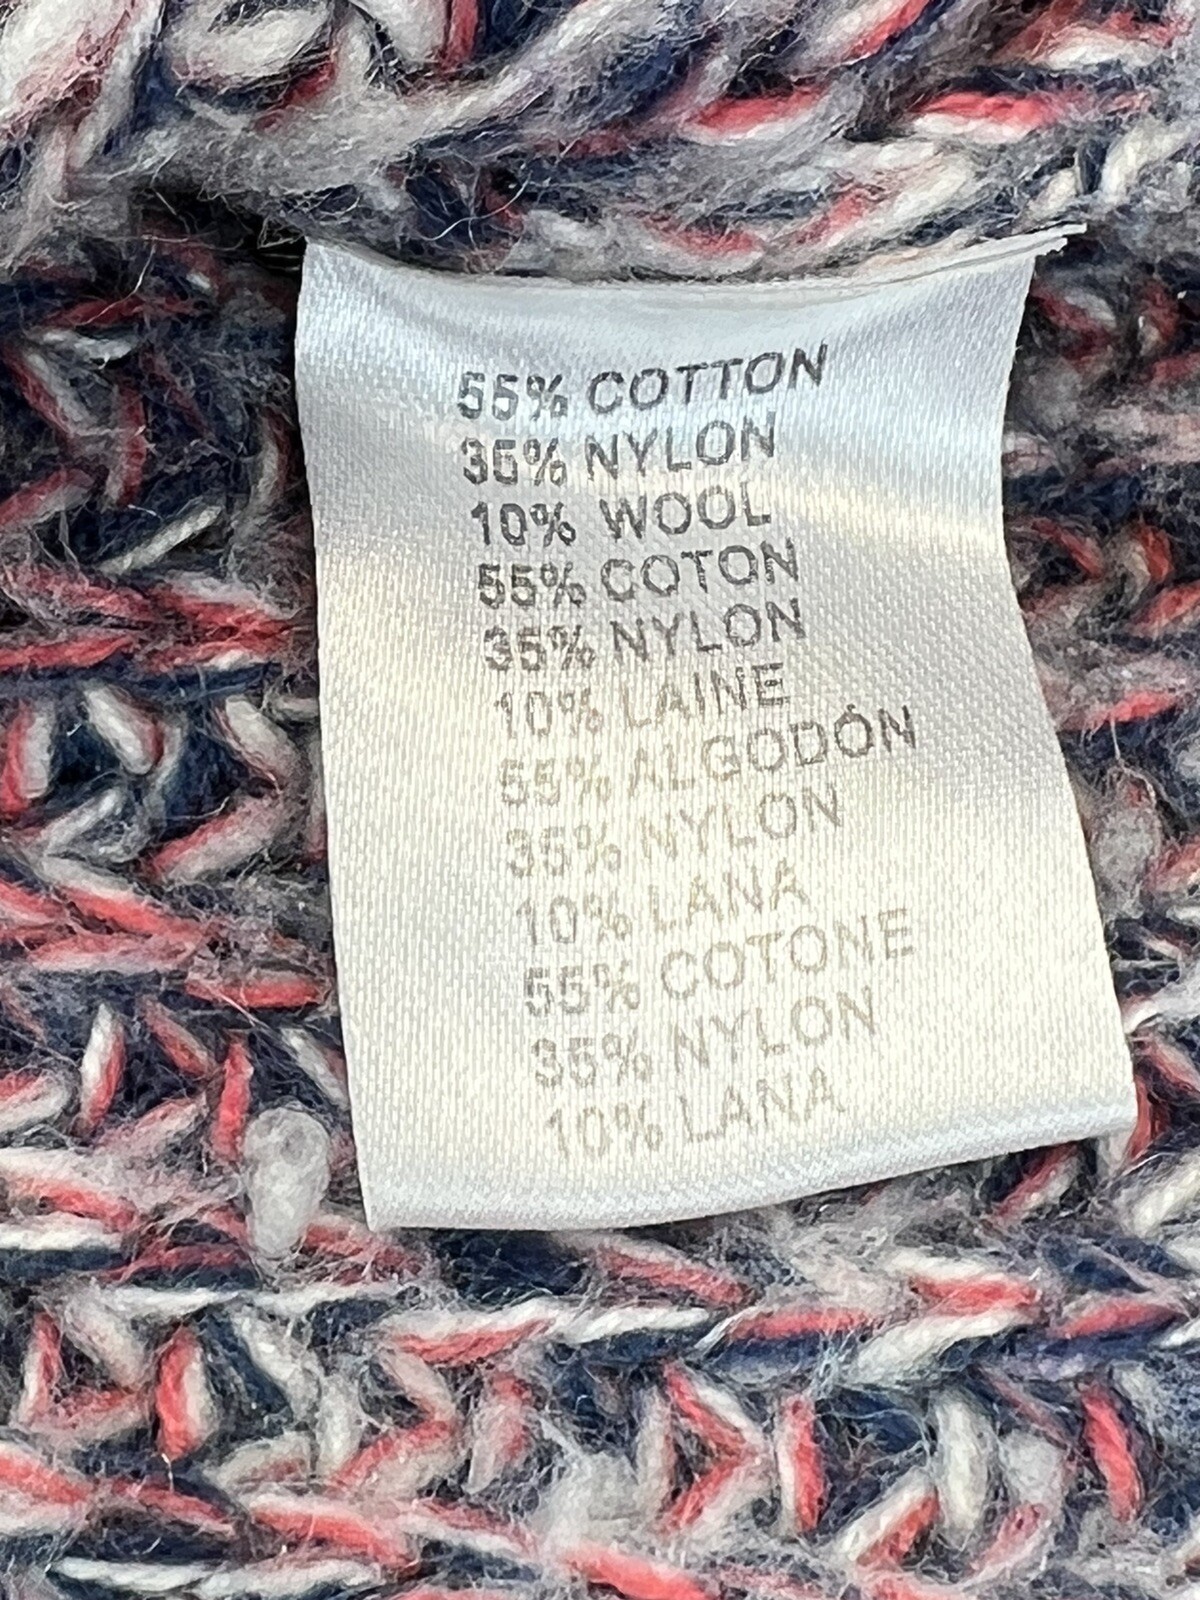 55% COTTON
35% NYLON
10% WOOL
55% COTON
35% NYLON
10% LAINE
55% ALGODÓN
35% NYLON
10% LANA
55% COTONE
35% NYLON
10% LANA